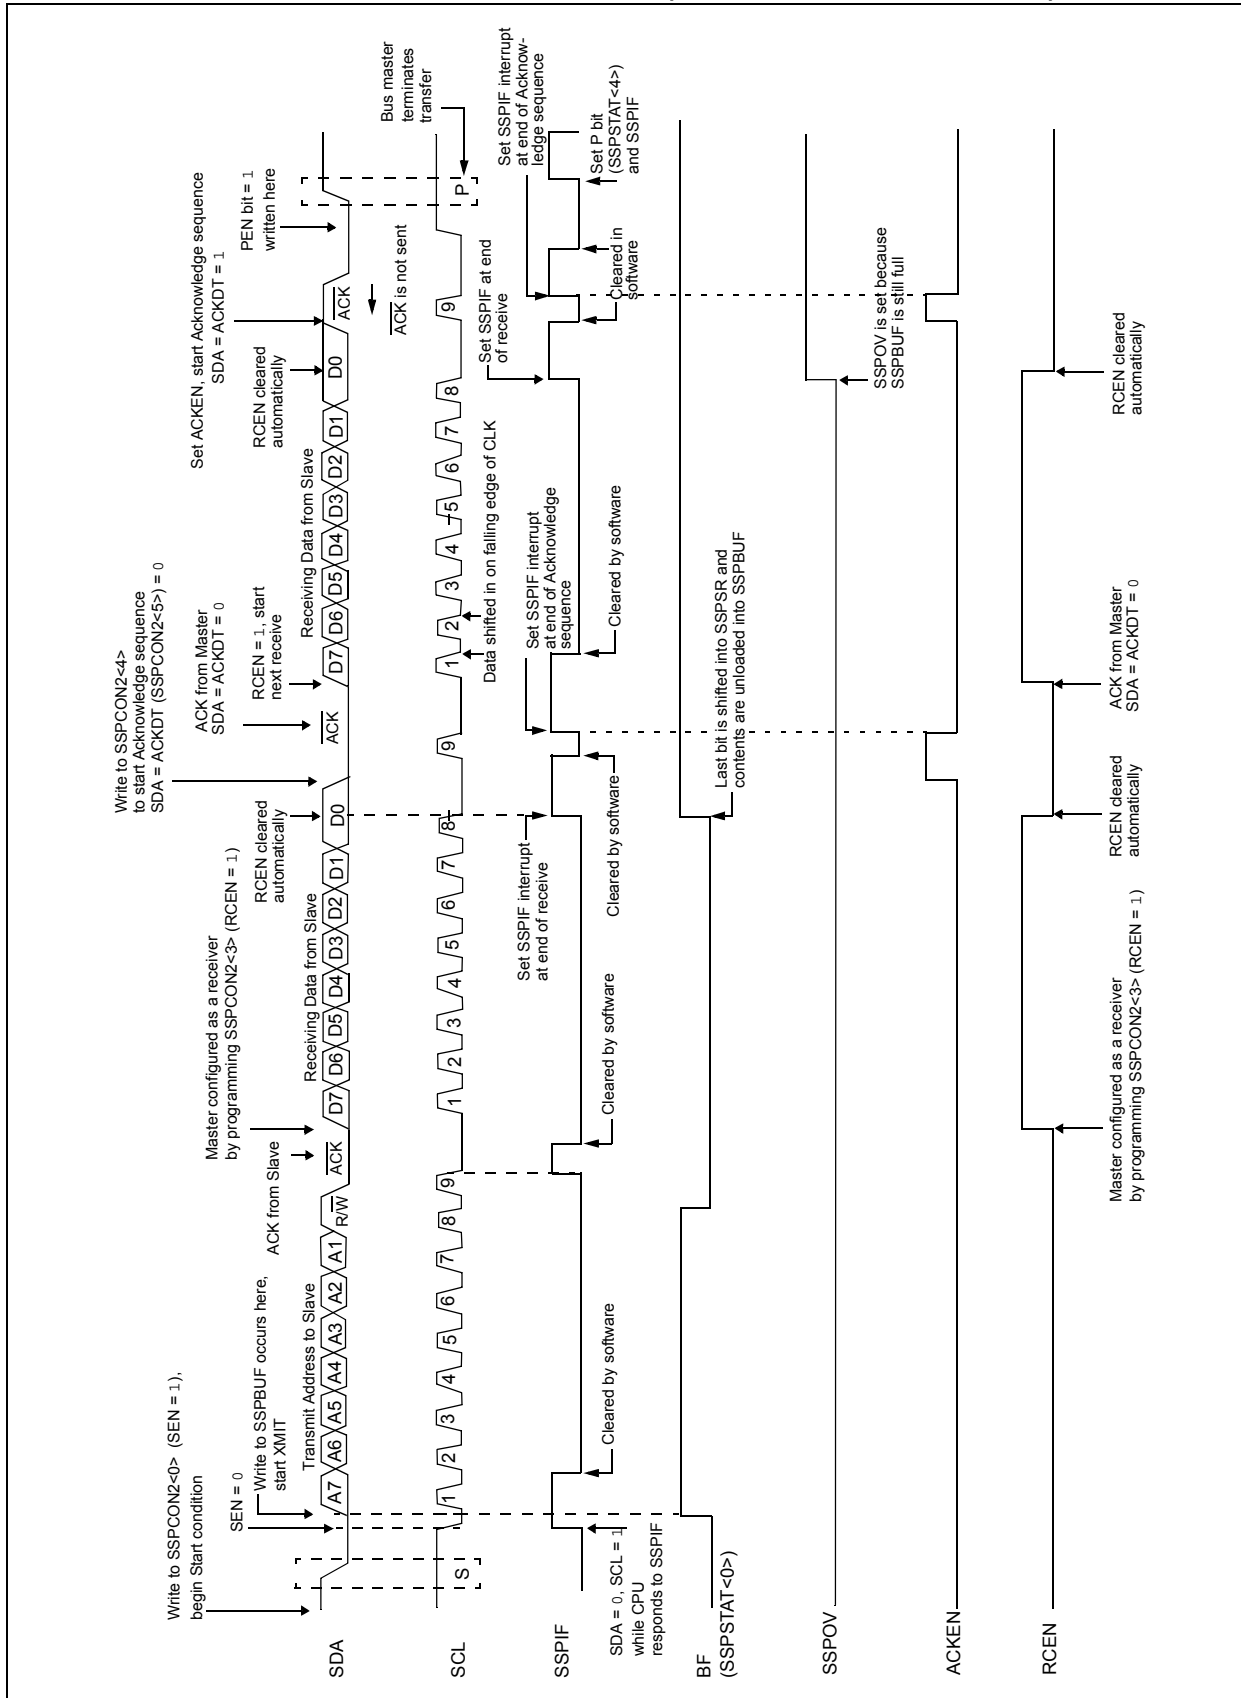 Write to SSPCON2<0> (SEN = 1),
begin Start condition
SEN = 0
Write to SSPBUF occurs here,
start XMIT
ACK from Slave
Master configured as a receiver
by programming SSPCON2<3> (RCEN = 1)
RCEN cleared
automatically
Write to SSPCON2<4>
to start Acknowledge sequence
SDA = ACKDT (SSPCON2<5>) = 0
ACK from Master
SDA = ACKDT = 0
RCEN = 1, start
next receive
RCEN cleared
automatically
Set ACKEN, start Acknowledge sequence
SDA = ACKDT = 1
PEN bit = 1
written here
Transmit Address to Slave
Receiving Data from Slave
Receiving Data from Slave
SDA
A7 A6 A5 A4 A3 A2 A1 R/W ACK D7 D6 D5 D4 D3 D2 D1 D0 ACK D7 D6 D5 D4 D3 D2 D1 D0 ACK
ACK is not sent
Bus master
terminates
transfer
SCL
S 1 2 3 4 5 6 7 8 9 1 2 3 4 5 6 7 8 9 1 2 3 4 5 6 7 8 9 P
Data shifted in on falling edge of CLK
Set SSPIF interrupt
at end of receive
Set SSPIF interrupt
at end of Acknowledge
sequence
Set SSPIF at end
of receive
Set SSPIF interrupt
at end of Acknow-
ledge sequence
SSPIF
SDA = 0, SCL = 1
while CPU
responds to SSPIF
Cleared by software
Cleared by software
Cleared by software
Cleared by software
Cleared by software
Cleared in
software
Set P bit
(SSPSTAT<4>)
and SSPIF
BF
(SSPSTAT<0>)
Last bit is shifted into SSPSR and
contents are unloaded into SSPBUF
SSPOV
SSPOV is set because
SSPBUF is still full
ACKEN
RCEN
Master configured as a receiver
by programming SSPCON2<3> (RCEN = 1)
RCEN cleared
automatically
ACK from Master
SDA = ACKDT = 0
RCEN cleared
automatically